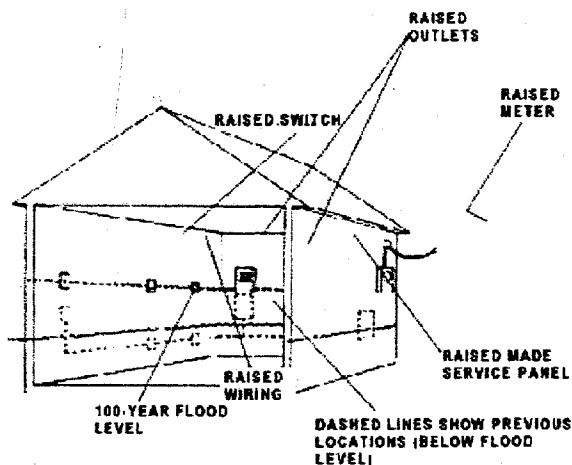 RAISED
OUTLETS
RAISED
METER
RAISED SWITCH
RAISED MADE
SERVICE PANEL
RAISED
WIRING
100-YEAR FLOOD
LEVEL
DASHED LINES SHOW PREVIOUS
LOCATIONS (BELOW FLOOD
LEVEL)